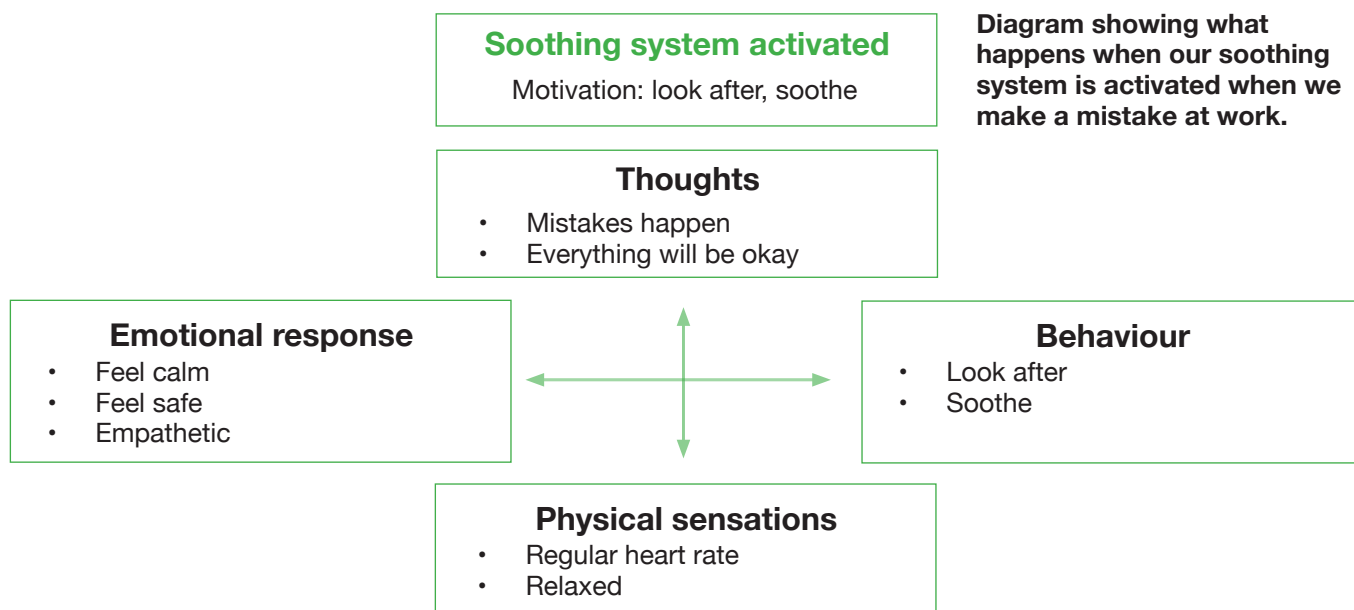 Soothing system activated
Motivation: look after, soothe
Diagram showing what
happens when our soothing
system is activated when we
make a mistake at work.
Thoughts
• Mistakes happen
• Everything will be okay
Emotional response
• Feel calm
• Feel safe
• Empathetic
Behaviour
• Look after
• Soothe
Physical sensations
• Regular heart rate
• Relaxed